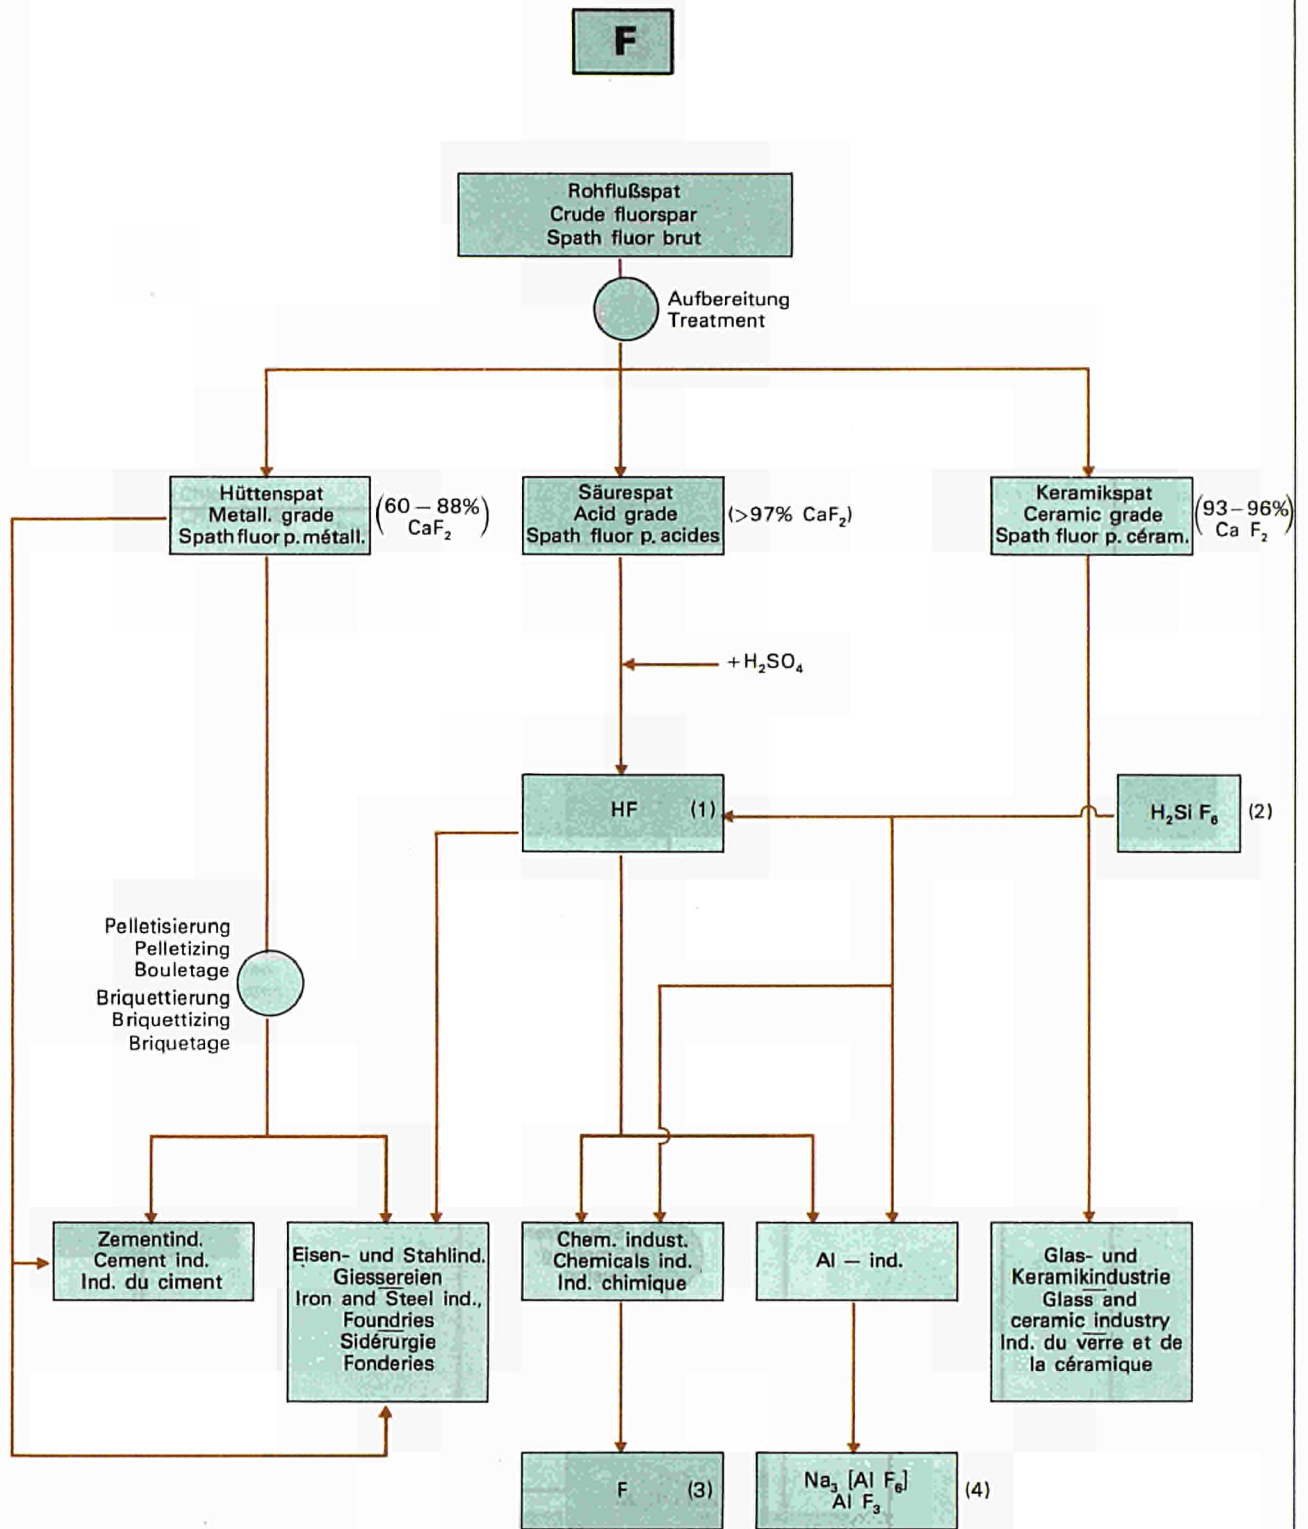 F
Rohflußspat
Crude fluorspar
Spath fluor brut
Aufbereitung
Treatment
Hüttenspat
Metall. grade
Spath fluor p. métall.
(60–88%)
CaF₂
Säurespat
Acid grade
Spath fluor p. acides
(>97% CaF₂)
Keramikspat
Ceramic grade
Spath fluor p. céram.
(93–96%)
Ca F₂
+H₂SO₄
HF (1)
H₂Si F₆ (2)
Pelletisierung
Pelletizing
Bouletage
Briquettierung
Briquettizing
Briquetage
Zementind.
Cement ind.
Ind. du ciment
Eisen- und Stahlind.
Giessereien
Iron and Steel ind.,
Foundries
Sidérurgie
Fonderies
Chem. indust.
Chemicals ind.
Ind. chimique
Al – ind.
Glas- und
Keramikindustrie
Glass and
ceramic industry
Ind. du verre et de
la céramique
F (3)
Na₃ [Al F₆]
Al F₃
(4)